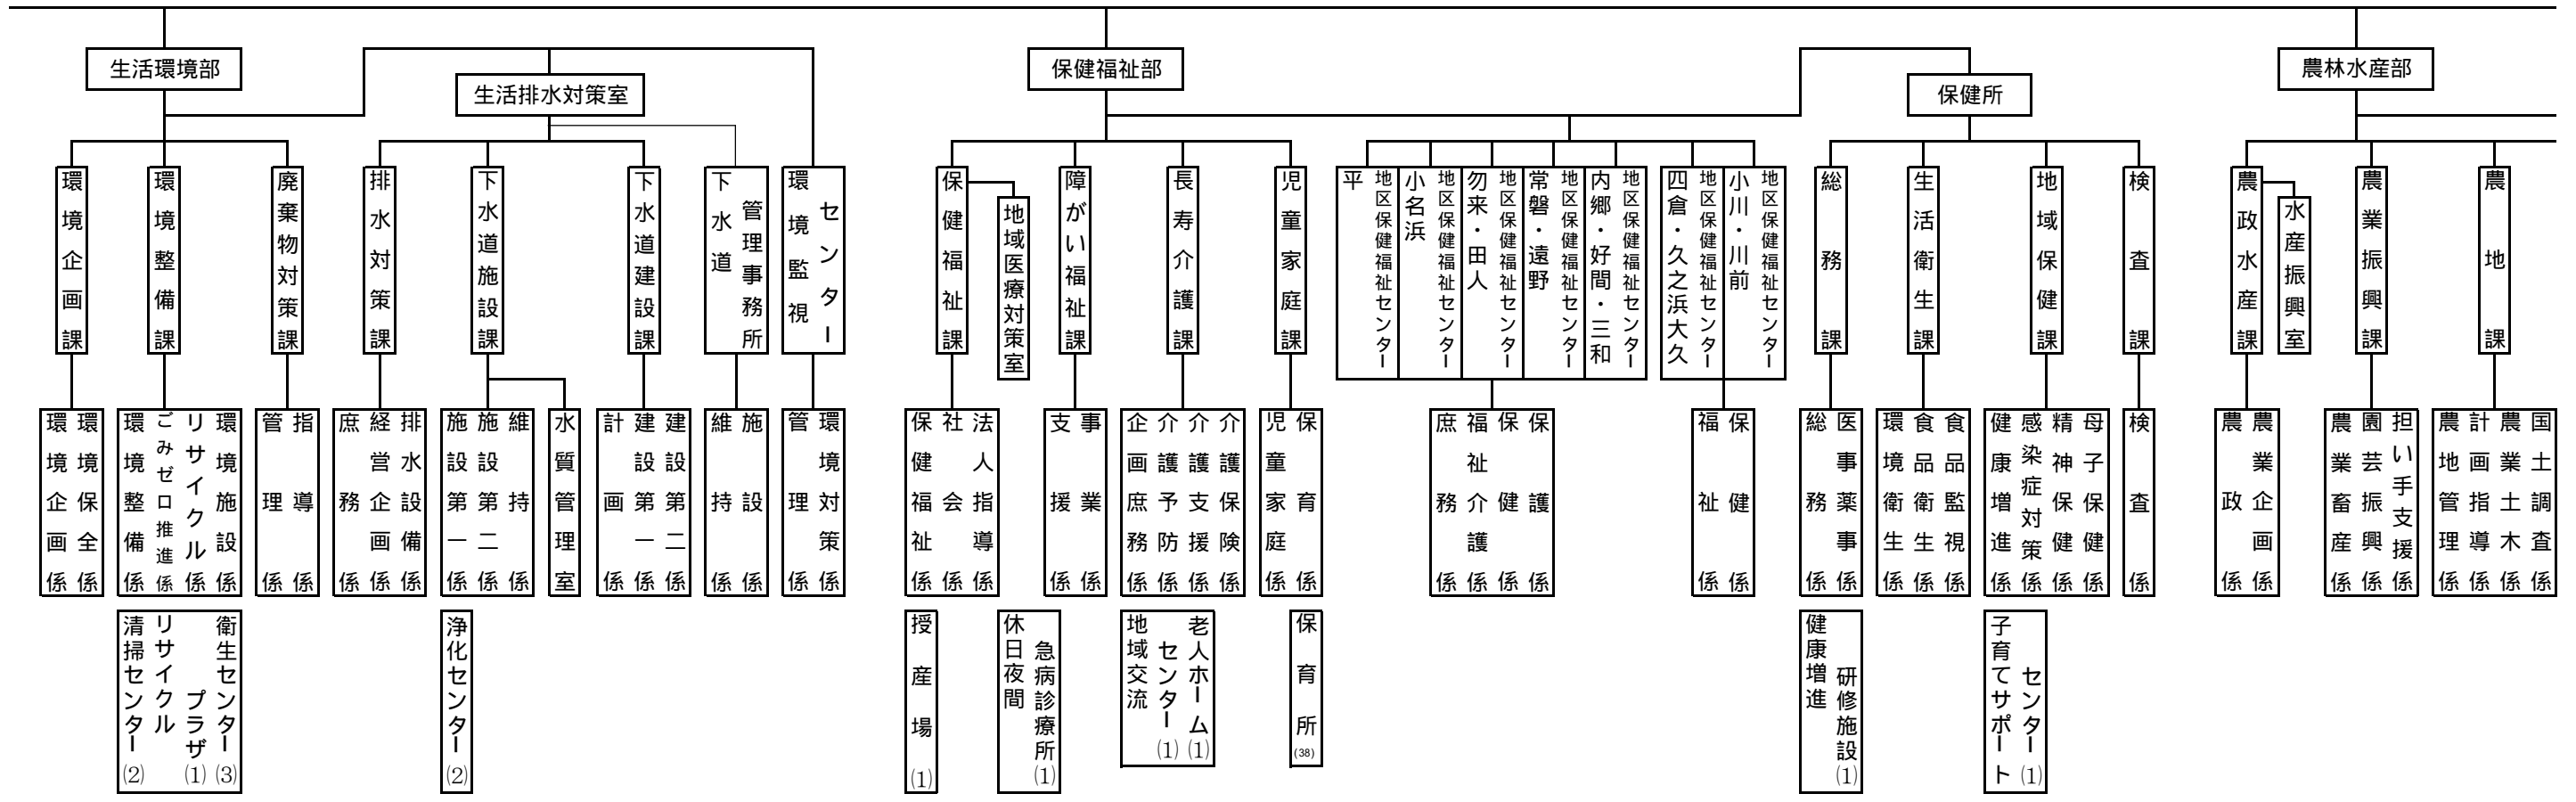 生活環境部
生活排水対策室
保健福祉部
保健所
農林水産部
環境企画課
環境整備課
廃棄物対策課
排水対策課
下水道施設課
下水道建設課
下水道管理事務所
環境監視センター
保健福祉課
地域医療対策室
障がい福祉課
長寿介護課
児童家庭課
平地区保健福祉センター
小名浜地区保健福祉センター
勿来・田人地区保健福祉センター
常磐・遠野地区保健福祉センター
内郷・好間・三和地区保健福祉センター
四倉・久之浜大久地区保健福祉センター
小川・川前地区保健福祉センター
総務課
生活衛生課
地域保健課
検査課
農政水産課
水産振興室
農業振興課
農地課
環境企画係
環境保全係
環境整備係
ごみゼロ推進係
リサイクル係
環境施設係
管理係
指導係
庶務係
経営企画係
排水設備係
施設第一係
施設第二係
維持係
水質管理室
計画係
建設第一係
建設第二係
維持係
施設係
管理係
環境対策係
保健福祉係
社会係
法人指導係
支援係
事業係
企画庶務係
介護予防係
介護支援係
介護保険係
児童家庭係
保育係
庶務係
福祉介護係
保健係
保護係
福祉係
保健係
総務係
医事薬事係
環境衛生係
食品衛生係
食品監視係
健康増進係
感染症対策係
精神保健係
母子保健係
検査係
農政係
農業企画係
農業畜産係
園芸振興係
担い手支援係
農地管理係
計画指導係
農業土木係
国土調査係
清掃センター(2)
リサイクルプラザ(1)
衛生センター(3)
浄化センター(2)
授産場(1)
休日夜間急病診療所(1)
地域交流センター(1)
老人ホーム(1)
保育所(38)
健康増進研修施設(1)
子育てサポートセンター(1)